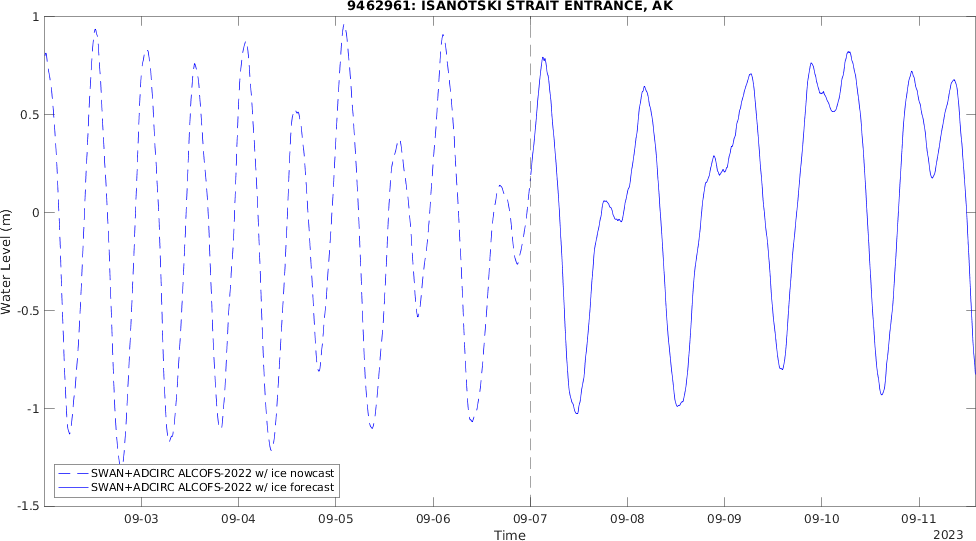 9462961: ISANOTSKI STRAIT ENTRANCE, AK
1
0.5
0
-0.5
-1
-1.5
Water Level (m)
SWAN+ADCIRC ALCOFS-2022 w/ ice nowcast
SWAN+ADCIRC ALCOFS-2022 w/ ice forecast
09-03 09-04 09-05 09-06 09-07 09-08 09-09 09-10 09-11
Time
2023